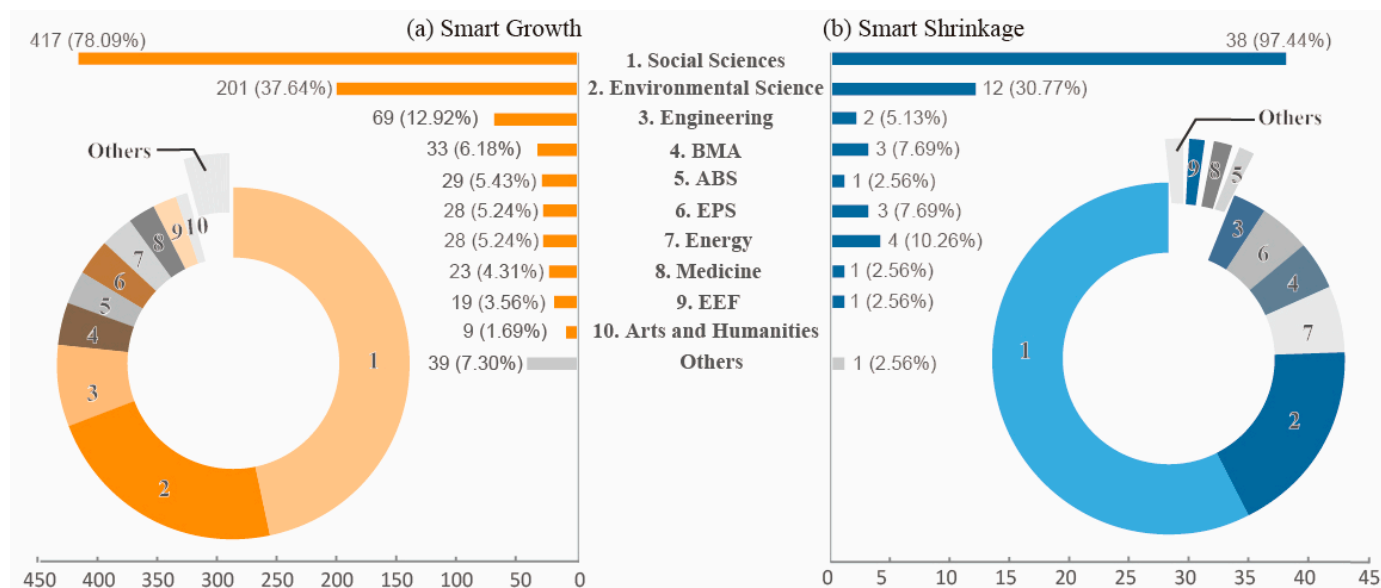 (a) Smart Growth
(b) Smart Shrinkage
417 (78.09%) 1. Social Sciences 38 (97.44%)
201 (37.64%) 2. Environmental Science 12 (30.77%)
69 (12.92%) 3. Engineering 2 (5.13%)
33 (6.18%) 4. BMA 3 (7.69%)
29 (5.43%) 5. ABS 1 (2.56%)
28 (5.24%) 6. EPS 3 (7.69%)
28 (5.24%) 7. Energy 4 (10.26%)
23 (4.31%) 8. Medicine 1 (2.56%)
19 (3.56%) 9. EEF 1 (2.56%)
9 (1.69%) 10. Arts and Humanities
39 (7.30%) Others 1 (2.56%)
Others
1
2
3
4
5
6
7
8
9
10
Others
9
8
5
3
6
4
7
2
1
450 400 350 300 250 200 150 100 50 0
0 5 10 15 20 25 30 35 40 45